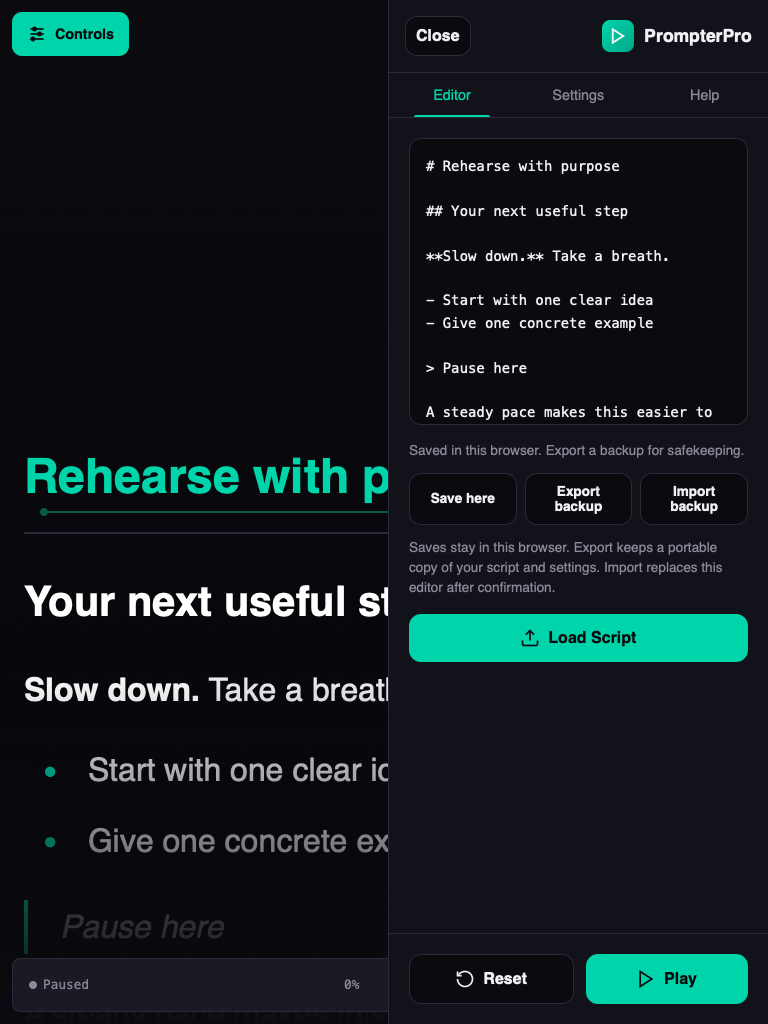 Controls
Rehearse with p
Your next useful st
Slow down. Take a breat
Start with one clear id
Give one concrete ex
Pause here
Paused 0%
A steady pace makes this
Close
PrompterPro
Editor Settings Help
# Rehearse with purpose
## Your next useful step
**Slow down.** Take a breath.
- Start with one clear idea
- Give one concrete example
> Pause here
A steady pace makes this easier to
Saved in this browser. Export a backup for safekeeping.
Save here
Export
backup
Import
backup
Saves stay in this browser. Export keeps a portable
copy of your script and settings. Import replaces this
editor after confirmation.
Load Script
Reset
Play